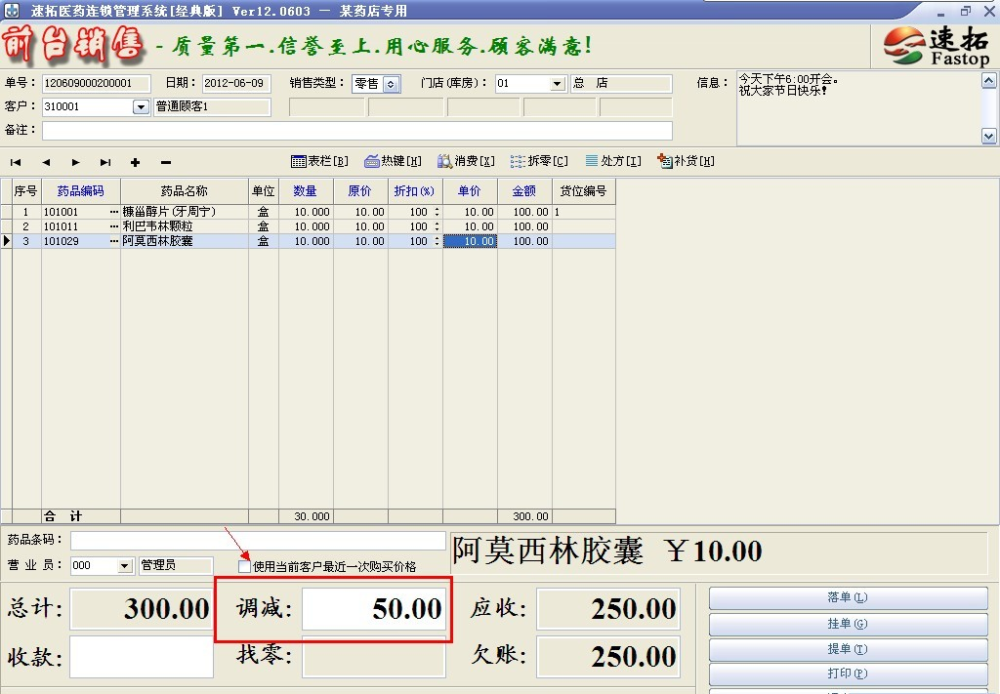 速拓医药连锁管理系统[经典版] Ver12.0603 － 某药店专用
前台销售 - 质量第一.信誉至上.用心服务.顾客满意!
速拓
Fastop
单号： 120609000200001 日期： 2012-06-09 销售类型： 零售 门店(库房)： 01 总 店 信息： 今天下午6:00开会。
祝大家节日快乐!
客户： 310001 普通顾客1
备注：
表栏[B] 热键[H] 消费[X] 拆零[C] 处方[I] 补货[H]
序号 药品编码 药品名称 单位 数量 原价 折扣(%) 单价 金额 货位编号
1 101001 ··· 糠甾醇片(牙周宁) 盒 10.000 10.00 100 10.00 100.00 1
2 101011 ··· 利巴韦林颗粒 盒 10.000 10.00 100 10.00 100.00
3 101029 ··· 阿莫西林胶囊 盒 10.000 10.00 100 10.00 100.00
合 计 30.000 300.00
药品条码：
阿莫西林胶囊 ￥10.00
营 业 员： 000 管理员 使用当前客户最近一次购买价格
总计: 300.00 调减: 50.00 应收: 250.00
收款: 找零: 欠账: 250.00
落单(L)
挂单(G)
提单(T)
打印(P)